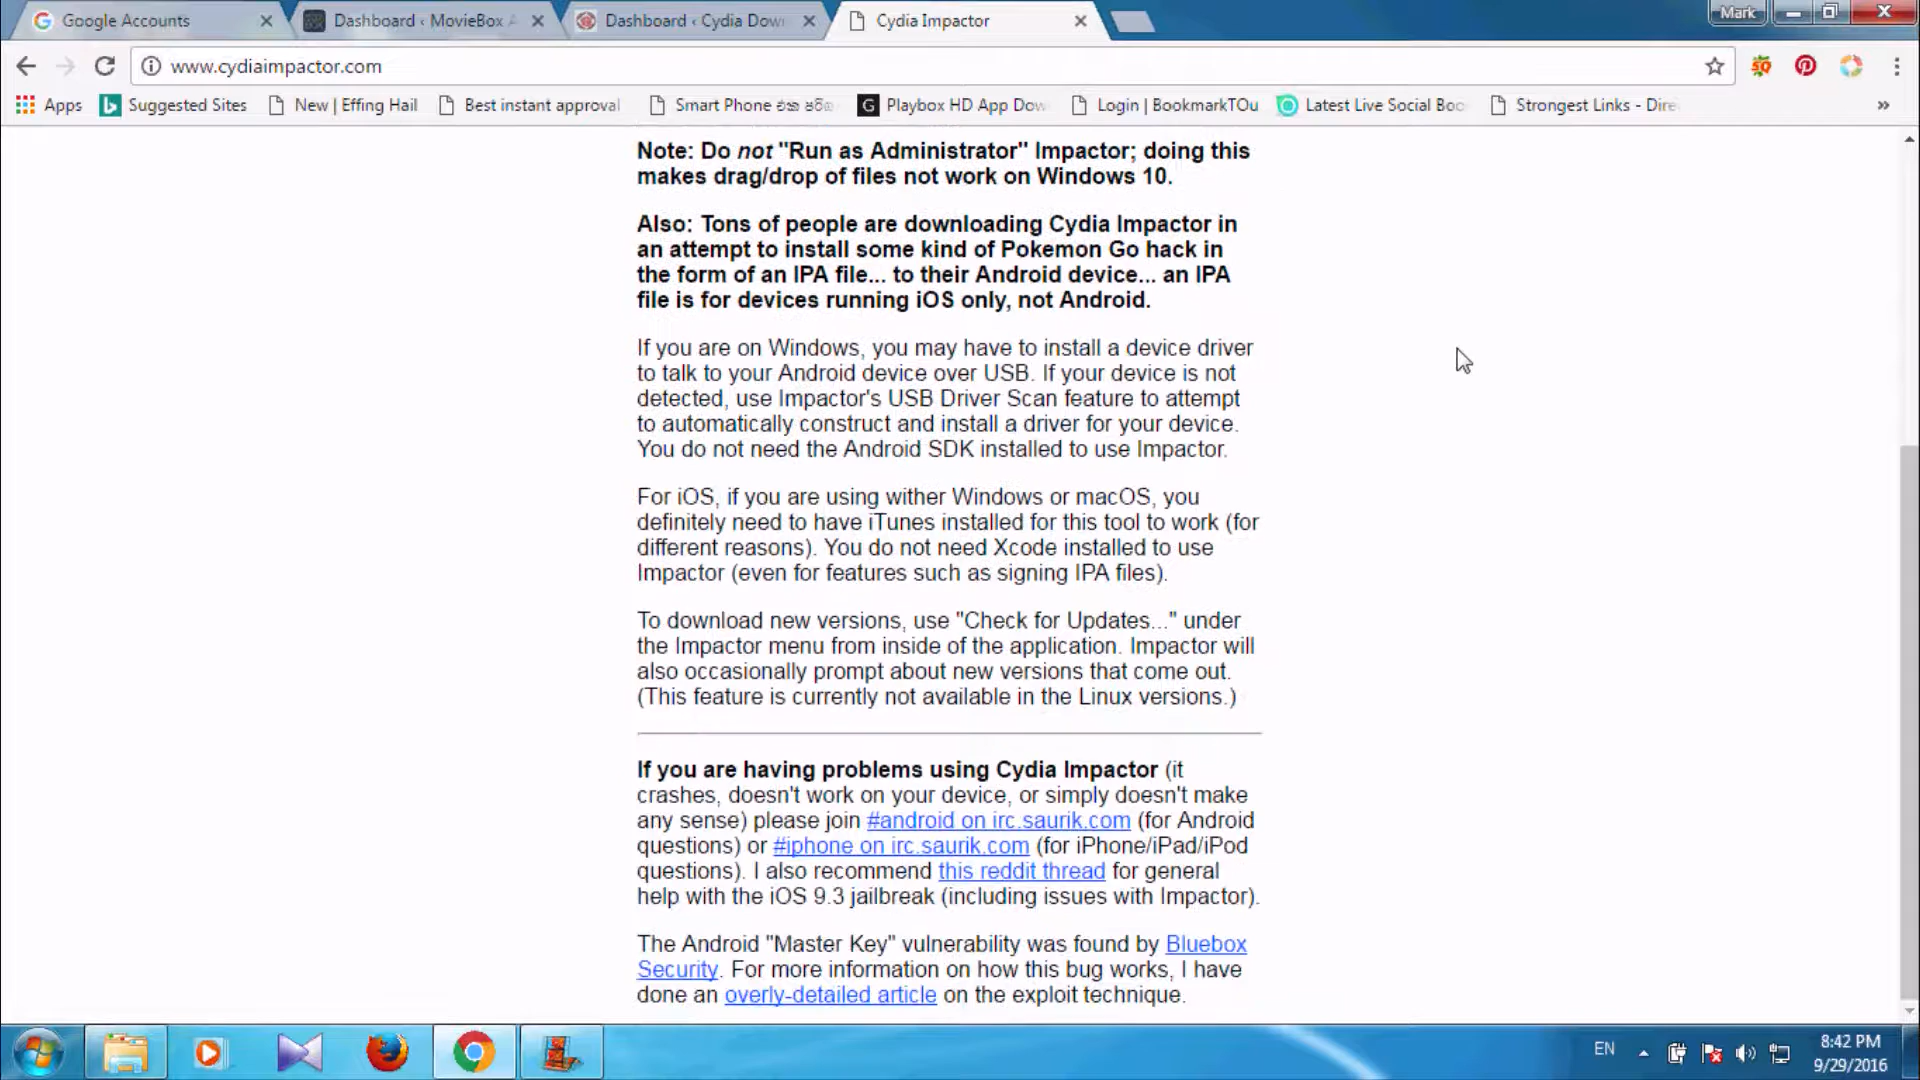 Google Accounts
Dashboard ‹ MovieBox A
Dashboard ‹ Cydia Dow
Cydia Impactor
Mark
www.cydiaimpactor.com
Apps
Suggested Sites
New | Effing Hail
Best instant approval
Smart Phone
Playbox HD App Dow
Login | BookmarkTOu
Latest Live Social Boo
Strongest Links - Dire
»
Note: Do not "Run as Administrator" Impactor; doing this
makes drag/drop of files not work on Windows 10.
Also: Tons of people are downloading Cydia Impactor in
an attempt to install some kind of Pokemon Go hack in
the form of an IPA file... to their Android device... an IPA
file is for devices running iOS only, not Android.
If you are on Windows, you may have to install a device driver
to talk to your Android device over USB. If your device is not
detected, use Impactor's USB Driver Scan feature to attempt
to automatically construct and install a driver for your device.
You do not need the Android SDK installed to use Impactor.
For iOS, if you are using wither Windows or macOS, you
definitely need to have iTunes installed for this tool to work (for
different reasons). You do not need Xcode installed to use
Impactor (even for features such as signing IPA files).
To download new versions, use "Check for Updates..." under
the Impactor menu from inside of the application. Impactor will
also occasionally prompt about new versions that come out.
(This feature is currently not available in the Linux versions.)
If you are having problems using Cydia Impactor (it
crashes, doesn't work on your device, or simply doesn't make
any sense) please join #android on irc.saurik.com (for Android
questions) or #iphone on irc.saurik.com (for iPhone/iPad/iPod
questions). I also recommend this reddit thread for general
help with the iOS 9.3 jailbreak (including issues with Impactor).
The Android "Master Key" vulnerability was found by Bluebox
Security. For more information on how this bug works, I have
done an overly-detailed article on the exploit technique.
EN
8:42 PM
9/29/2016